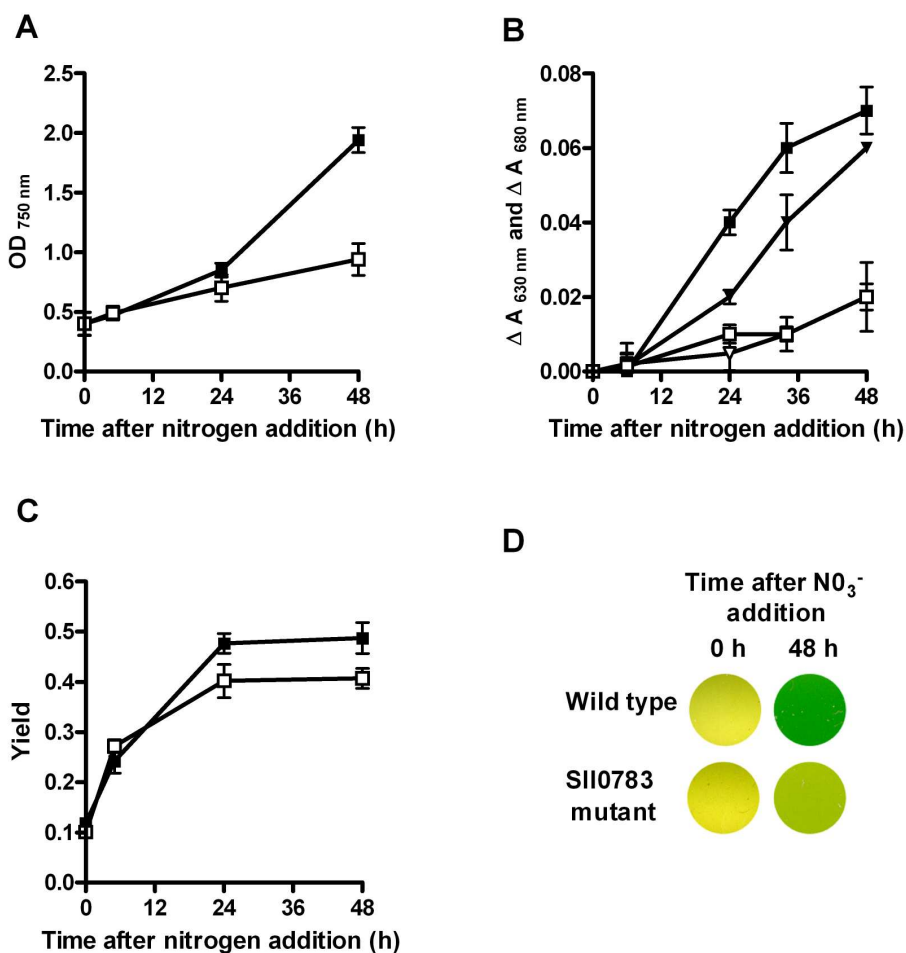 A
OD 750 nm
2.5
2.0
1.5
1.0
0.5
0.0
0 12 24 36 48
Time after nitrogen addition (h)
B
Δ A 630 nm and Δ A 680 nm
0.08
0.06
0.04
0.02
0.00
0 12 24 36 48
Time after nitrogen addition (h)
C
Yield
0.6
0.5
0.4
0.3
0.2
0.1
0.0
0 12 24 36 48
Time after nitrogen addition (h)
D
Time after N0₃⁻
addition
0 h 48 h
Wild type
Sll0783
mutant